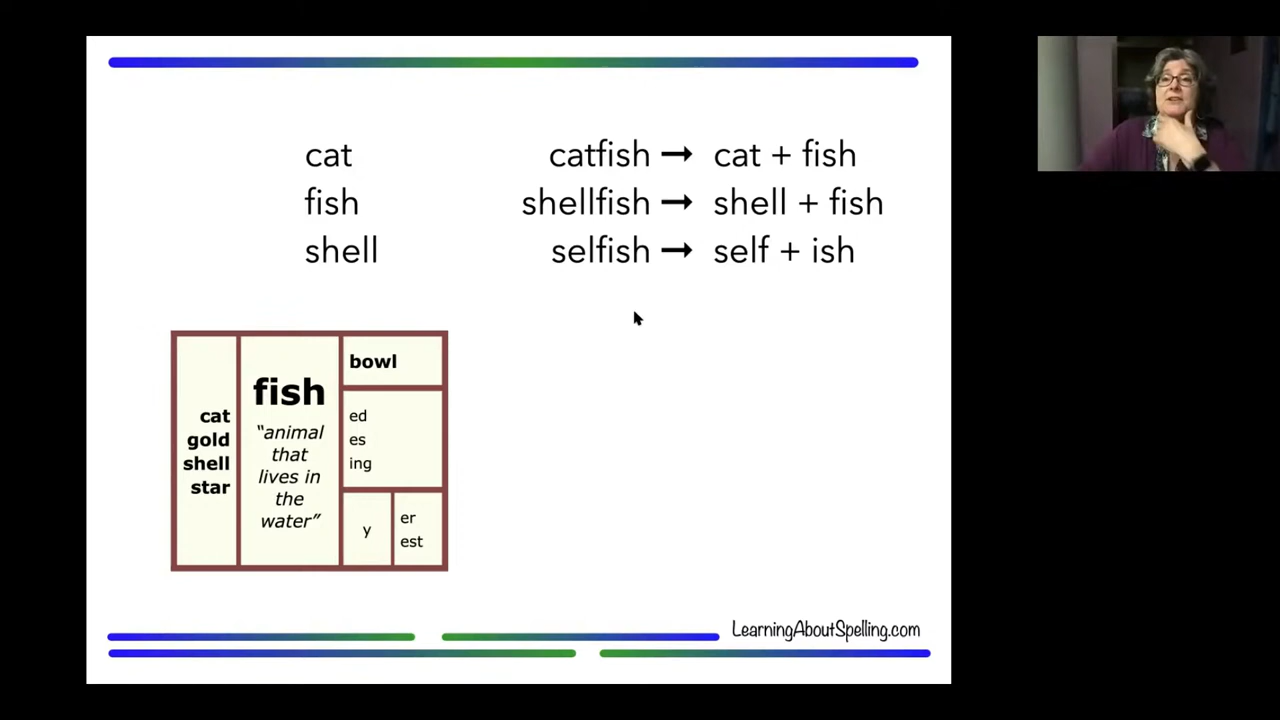 cat
fish
shell
catfish → cat + fish
shellfish → shell + fish
selfish → self + ish
cat
gold
shell
star
fish
“animal
that
lives in
the
water”
bowl
ed
es
ing
y
er
est
LearningAboutSpelling.com